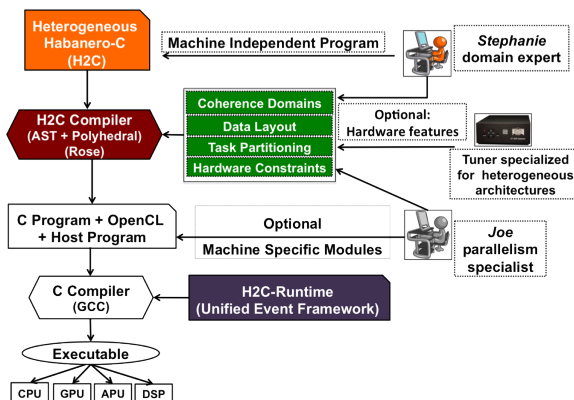 Heterogeneous
Habanero-C
(H2C)
Machine Independent Program
Stephanie
domain expert
H2C Compiler
(AST + Polyhedral)
(Rose)
Coherence Domains
Data Layout
Task Partitioning
Hardware Constraints
Optional:
Hardware features
Tuner specialized
for heterogeneous
architectures
C Program + OpenCL
+ Host Program
Optional
Machine Specific Modules
Joe
parallelism
specialist
C Compiler
(GCC)
H2C-Runtime
(Unified Event Framework)
Executable
CPU
GPU
APU
DSP